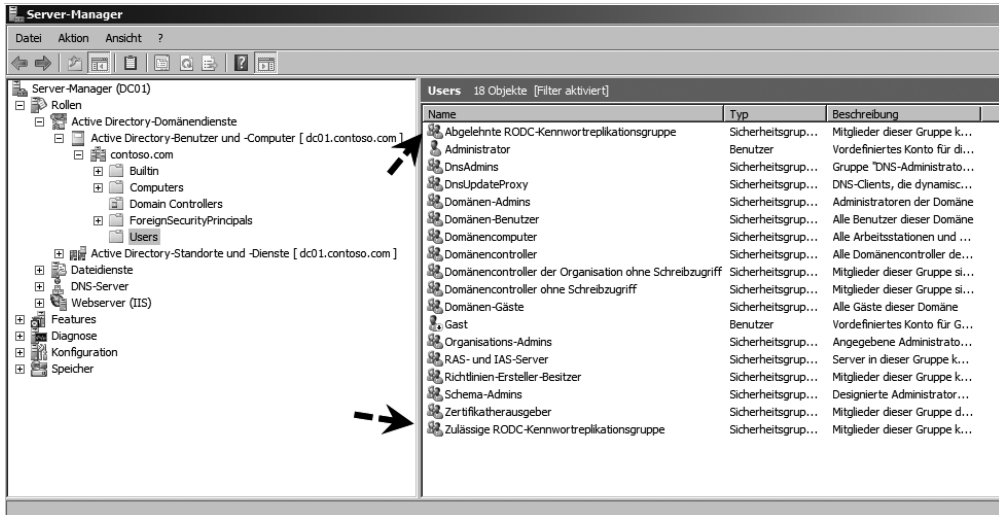 Server-Manager
Datei Aktion Ansicht ?
Server-Manager (DC01)
Rollen
Active Directory-Domänendienste
Active Directory-Benutzer und -Computer [ dc01.contoso.com ]
contoso.com
Builtin
Computers
Domain Controllers
ForeignSecurityPrincipals
Users
Active Directory-Standorte und -Dienste [ dc01.contoso.com ]
Dateidienste
DNS-Server
Webserver (IIS)
Features
Diagnose
Konfiguration
Speicher
Users 18 Objekte [Filter aktiviert]
Name Typ Beschreibung
Abgelehnte RODC-Kennwortreplikationsgruppe Sicherheitsgrup... Mitglieder dieser Gruppe k...
Administrator Benutzer Vordefiniertes Konto für di...
DnsAdmins Sicherheitsgrup... Gruppe "DNS-Administrato...
DnsUpdateProxy Sicherheitsgrup... DNS-Clients, die dynamisc...
Domänen-Admins Sicherheitsgrup... Administratoren der Domäne
Domänen-Benutzer Sicherheitsgrup... Alle Benutzer dieser Domäne
Domänencomputer Sicherheitsgrup... Alle Arbeitsstationen und ...
Domänencontroller Sicherheitsgrup... Alle Domänencontroller de...
Domänencontroller der Organisation ohne Schreibzugriff Sicherheitsgrup... Mitglieder dieser Gruppe si...
Domänencontroller ohne Schreibzugriff Sicherheitsgrup... Mitglieder dieser Gruppe si...
Domänen-Gäste Sicherheitsgrup... Alle Gäste dieser Domäne
Gast Benutzer Vordefiniertes Konto für G...
Organisations-Admins Sicherheitsgrup... Angegebene Administrato...
RAS- und IAS-Server Sicherheitsgrup... Server in dieser Gruppe k...
Richtlinien-Ersteller-Besitzer Sicherheitsgrup... Mitglieder dieser Gruppe k...
Schema-Admins Sicherheitsgrup... Designierte Administrator...
Zertifikatherausgeber Sicherheitsgrup... Mitglieder dieser Gruppe d...
Zulässige RODC-Kennwortreplikationsgruppe Sicherheitsgrup... Mitglieder dieser Gruppe k...